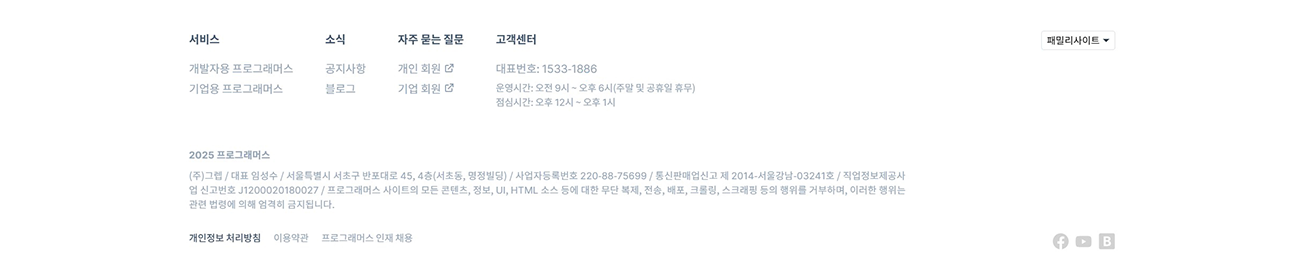 서비스
개발자용 프로그래머스
기업용 프로그래머스
소식
공지사항
블로그
자주 묻는 질문
개인 회원
기업 회원
고객센터
대표번호: 1533-1886
운영시간: 오전 9시 ~ 오후 6시(주말 및 공휴일 휴무)
점심시간: 오후 12시 ~ 오후 1시
패밀리사이트
2025 프로그래머스
(주)그렙 / 대표 임성수 / 서울특별시 서초구 반포대로 45, 4층(서초동, 명정빌딩) / 사업자등록번호 220-88-75699 / 통신판매업신고 제 2014-서울강남-03241호 / 직업정보제공사
업 신고번호 J1200020180027 / 프로그래머스 사이트의 모든 콘텐츠, 정보, UI, HTML 소스 등에 대한 무단 복제, 전송, 배포, 크롤링, 스크래핑 등의 행위를 거부하며, 이러한 행위는
관련 법령에 의해 엄격히 금지됩니다.
개인정보 처리방침 이용약관 프로그래머스 인재 채용